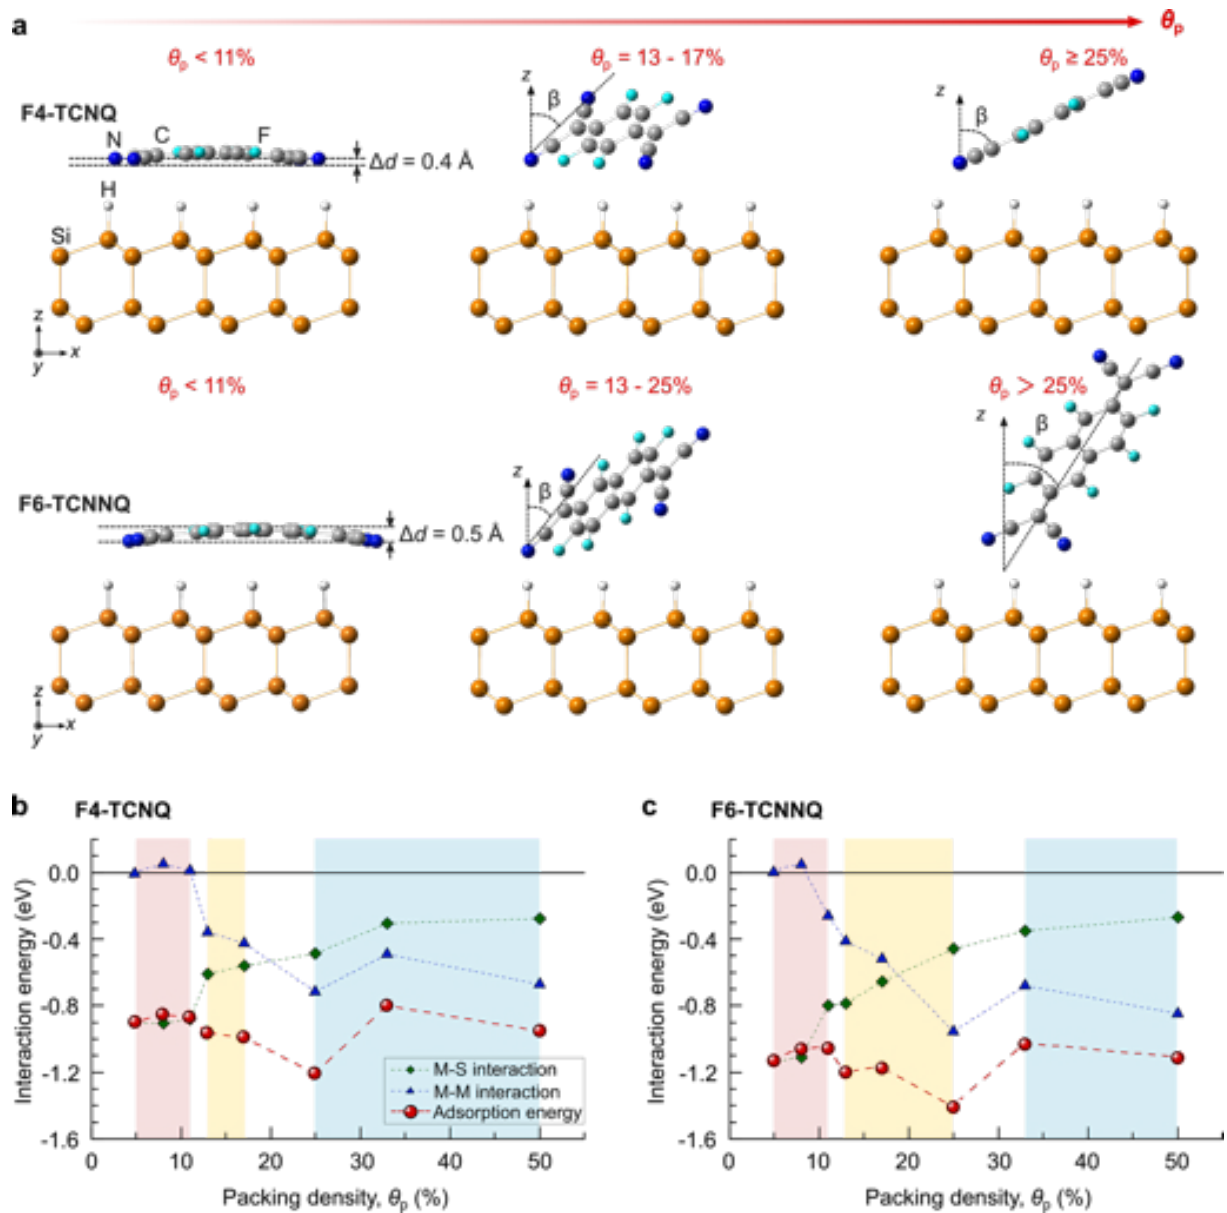 a
θp
θp < 11%
θp = 13 - 17%
θp ≥ 25%
F4-TCNQ
z
β
z
β
N
C
F
Δd = 0.4 Å
H
Si
z
x
y
θp < 11%
θp = 13 - 25%
θp > 25%
z
β
z
β
F6-TCNNQ
Δd = 0.5 Å
z
x
y
b
F4-TCNQ
Interaction energy (eV)
0.0
-0.4
-0.8
-1.2
-1.6
M-S interaction
M-M interaction
Adsorption energy
0 10 20 30 40 50
Packing density, θp (%)
c
F6-TCNNQ
Interaction energy (eV)
0.0
-0.4
-0.8
-1.2
-1.6
0 10 20 30 40 50
Packing density, θp (%)